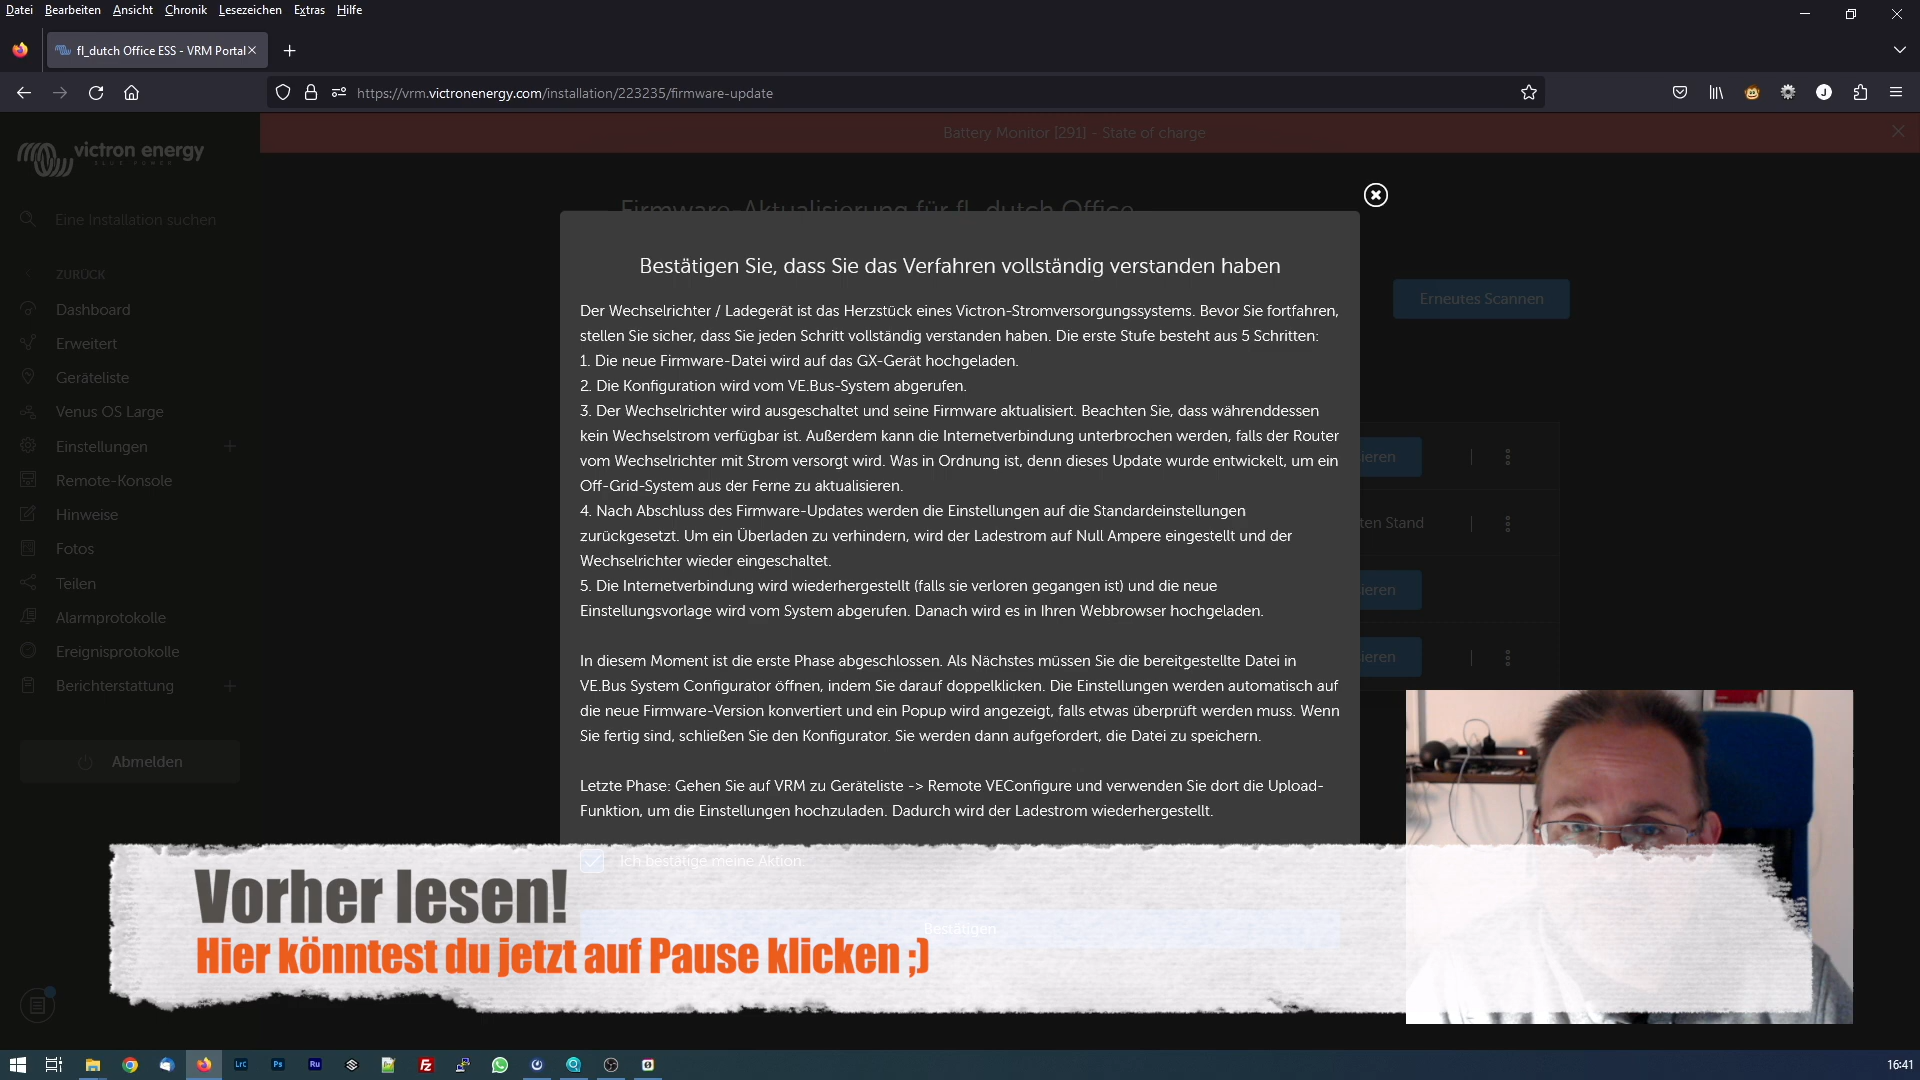 Datei Bearbeiten Ansicht Chronik Lesezeichen Extras Hilfe
fl_dutch Office ESS - VRM Portal
https://vrm.victronenergy.com/installation/223235/firmware-update
victron energy
BLUE POWER
Battery Monitor [291] - State of charge
Eine Installation suchen
Firmware-Aktualisierung für fl_dutch Office
ZURÜCK
Dashboard
Erweitert
Geräteliste
Venus OS Large
Einstellungen
Remote-Konsole
Hinweise
Fotos
Teilen
Alarmprotokolle
Ereignisprotokolle
Berichterstattung
Abmelden
Erneutes Scannen
ieren
ten Stand
ieren
ieren
Bestätigen Sie, dass Sie das Verfahren vollständig verstanden haben
Der Wechselrichter / Ladegerät ist das Herzstück eines Victron-Stromversorgungssystems. Bevor Sie fortfahren,
stellen Sie sicher, dass Sie jeden Schritt vollständig verstanden haben. Die erste Stufe besteht aus 5 Schritten:
1. Die neue Firmware-Datei wird auf das GX-Gerät hochgeladen.
2. Die Konfiguration wird vom VE.Bus-System abgerufen.
3. Der Wechselrichter wird ausgeschaltet und seine Firmware aktualisiert. Beachten Sie, dass währenddessen
kein Wechselstrom verfügbar ist. Außerdem kann die Internetverbindung unterbrochen werden, falls der Router
vom Wechselrichter mit Strom versorgt wird. Was in Ordnung ist, denn dieses Update wurde entwickelt, um ein
Off-Grid-System aus der Ferne zu aktualisieren.
4. Nach Abschluss des Firmware-Updates werden die Einstellungen auf die Standardeinstellungen
zurückgesetzt. Um ein Überladen zu verhindern, wird der Ladestrom auf Null Ampere eingestellt und der
Wechselrichter wieder eingeschaltet.
5. Die Internetverbindung wird wiederhergestellt (falls sie verloren gegangen ist) und die neue
Einstellungsvorlage wird vom System abgerufen. Danach wird es in Ihren Webbrowser hochgeladen.
In diesem Moment ist die erste Phase abgeschlossen. Als Nächstes müssen Sie die bereitgestellte Datei in
VE.Bus System Configurator öffnen, indem Sie darauf doppelklicken. Die Einstellungen werden automatisch auf
die neue Firmware-Version konvertiert und ein Popup wird angezeigt, falls etwas überprüft werden muss. Wenn
Sie fertig sind, schließen Sie den Konfigurator. Sie werden dann aufgefordert, die Datei zu speichern.
Letzte Phase: Gehen Sie auf VRM zu Geräteliste -> Remote VEConfigure und verwenden Sie dort die Upload-
Funktion, um die Einstellungen hochzuladen. Dadurch wird der Ladestrom wiederhergestellt.
Ich bestätige meine Aktion
Bestätigen
Vorher lesen!
Hier könntest du jetzt auf Pause klicken ;)
J
LrC
Ps
Ru
Fz
16:41